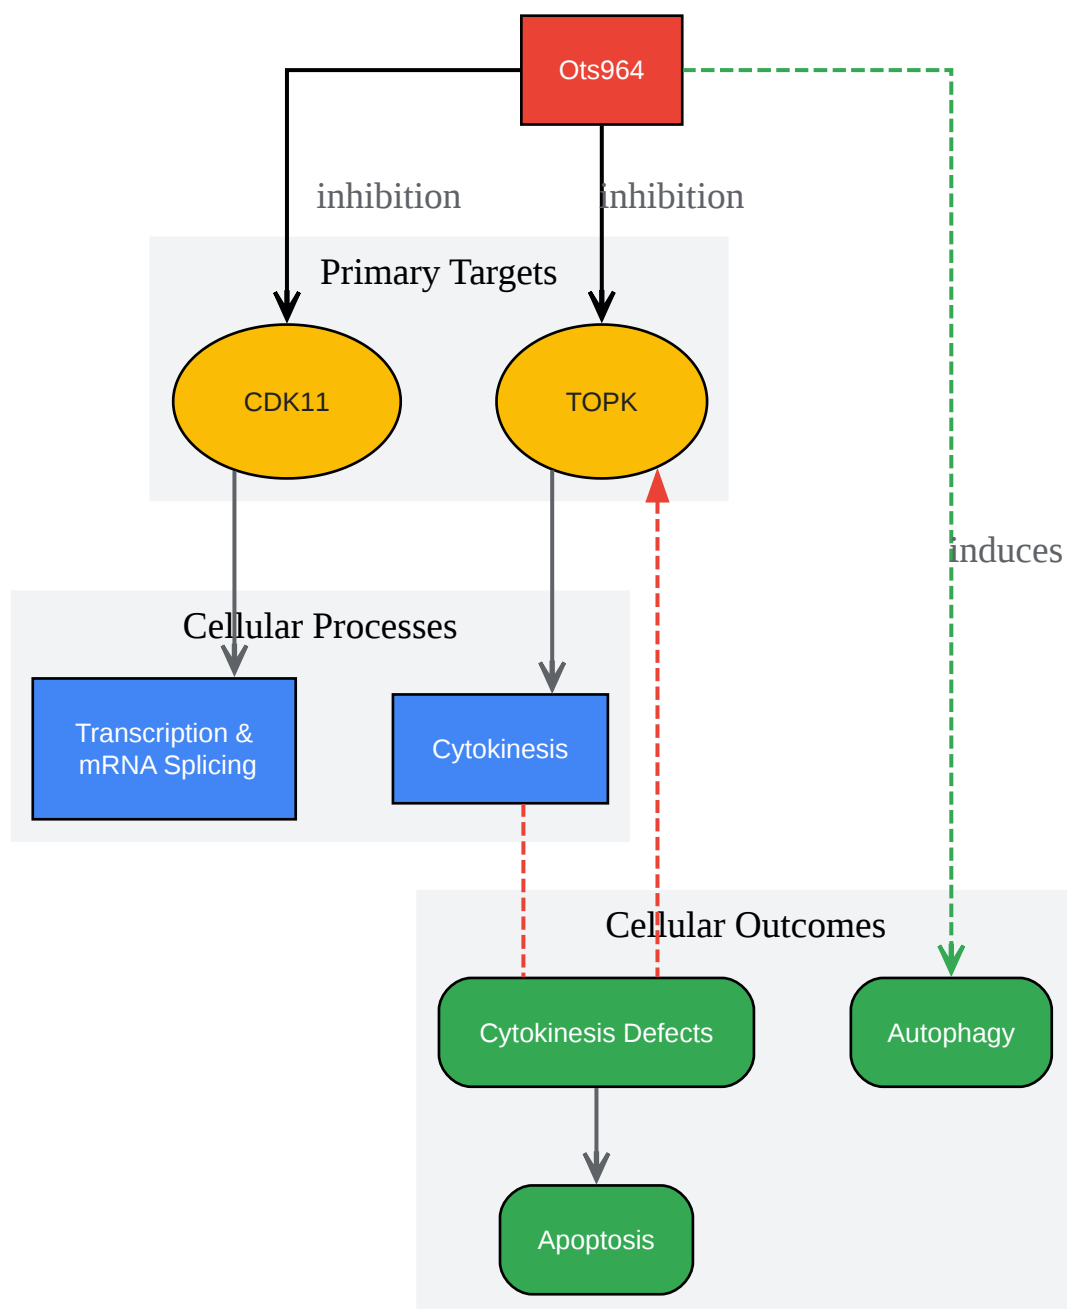 Ots964
inhibition
inhibition
Primary Targets
CDK11
TOPK
induces
Cellular Processes
Transcription &
mRNA Splicing
Cytokinesis
Cellular Outcomes
Cytokinesis Defects
Autophagy
Apoptosis